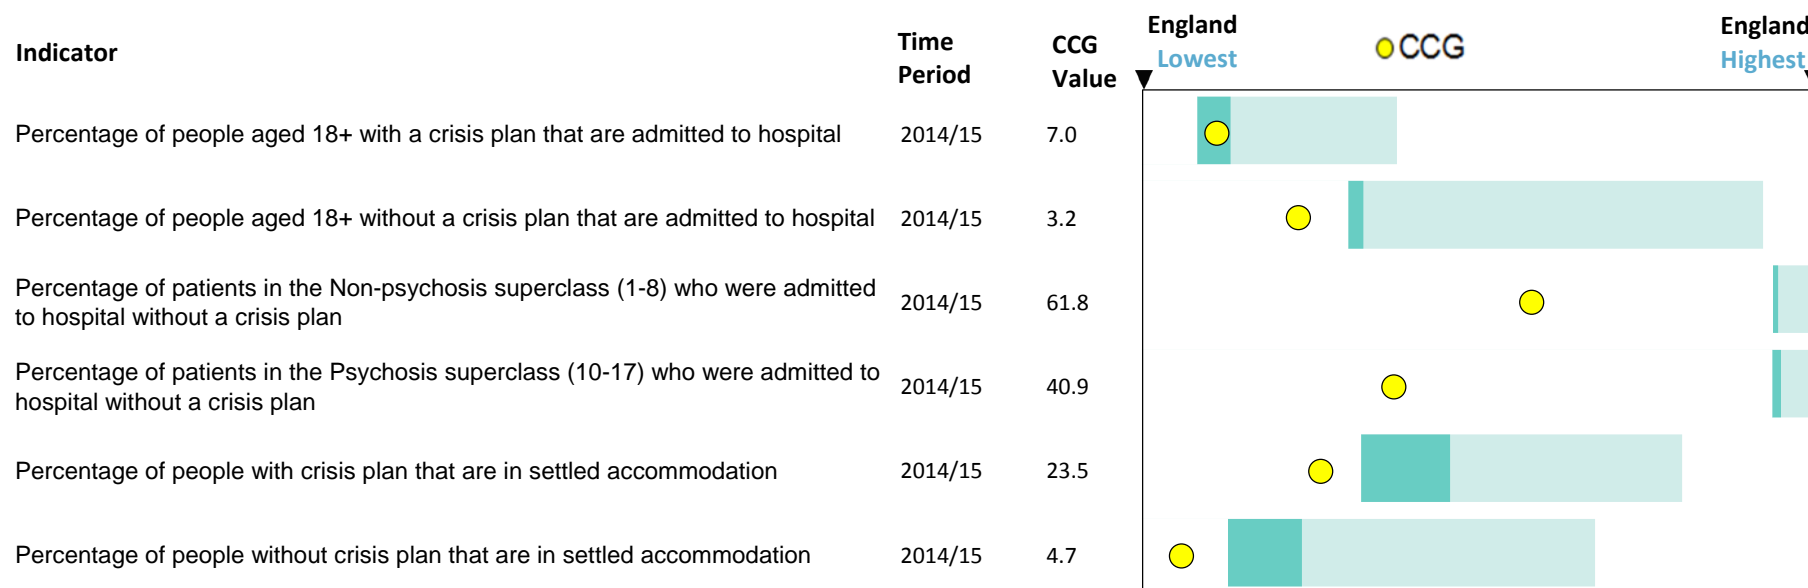 Indicator
Time Period
CCG Value
England Lowest
CCG
England Highest
Percentage of people aged 18+ with a crisis plan that are admitted to hospital 2014/15 7.0
Percentage of people aged 18+ without a crisis plan that are admitted to hospital 2014/15 3.2
Percentage of patients in the Non-psychosis superclass (1-8) who were admitted
to hospital without a crisis plan 2014/15 61.8
Percentage of patients in the Psychosis superclass (10-17) who were admitted to
hospital without a crisis plan 2014/15 40.9
Percentage of people with crisis plan that are in settled accommodation 2014/15 23.5
Percentage of people without crisis plan that are in settled accommodation 2014/15 4.7